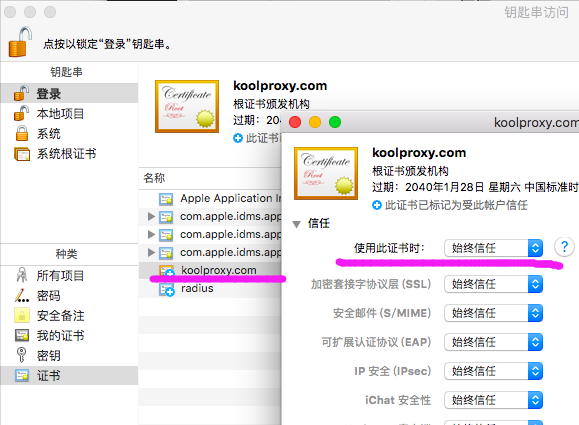 钥匙串访问
点按以锁定“登录”钥匙串。
钥匙串
登录
本地项目
系统
系统根证书
Certificate
Root
koolproxy.com
根证书颁发机构
过期: 204
此证
名称
Apple Application In
com.apple.idms.app
com.apple.idms.app
com.apple.idms.app
koolproxy.com
radius
种类
所有项目
密码
安全备注
我的证书
密钥
证书
koolproxy.com
Certificate
Root
koolproxy.com
根证书颁发机构
过期: 2040年1月28日 星期六 中国标准时
此证书已标记为受此帐户信任
信任
使用此证书时: 始终信任 ?
加密套接字协议层 (SSL) 始终信任
安全邮件 (S/MIME) 始终信任
可扩展认证协议 (EAP) 始终信任
IP 安全 (IPsec) 始终信任
iChat 安全性 始终信任